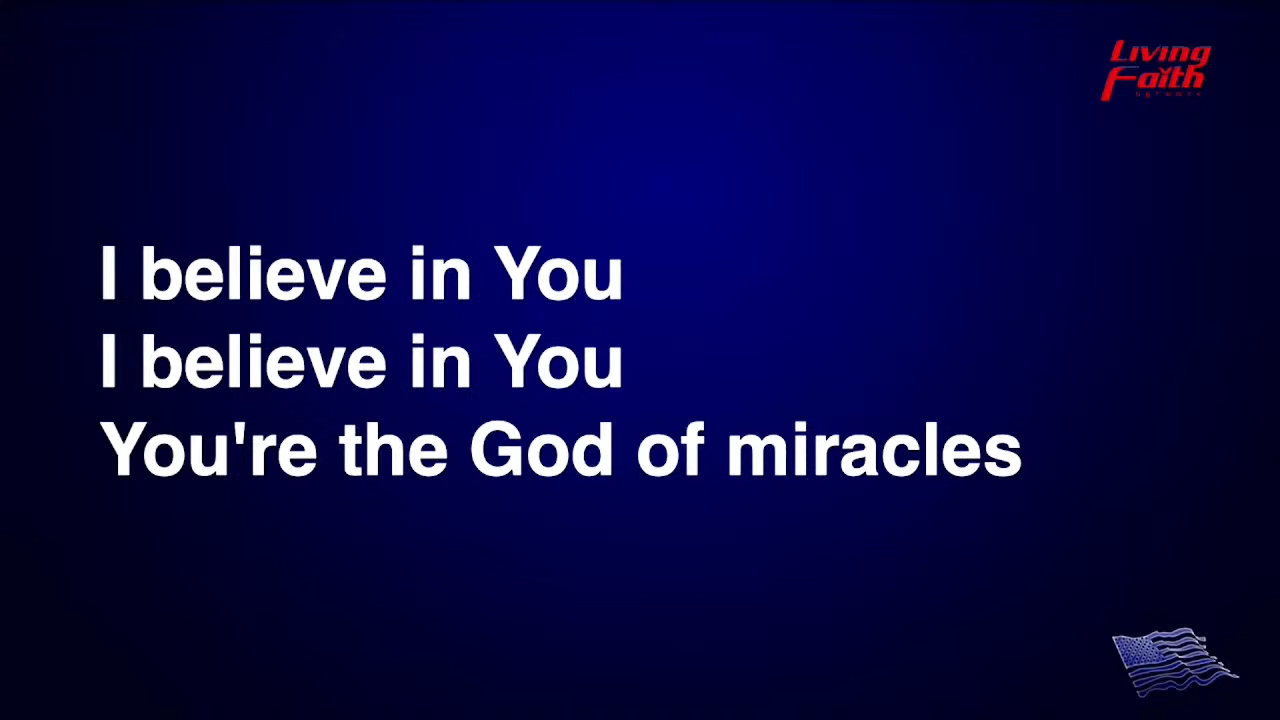 Living
Faith
I believe in You
I believe in You
You're the God of miracles